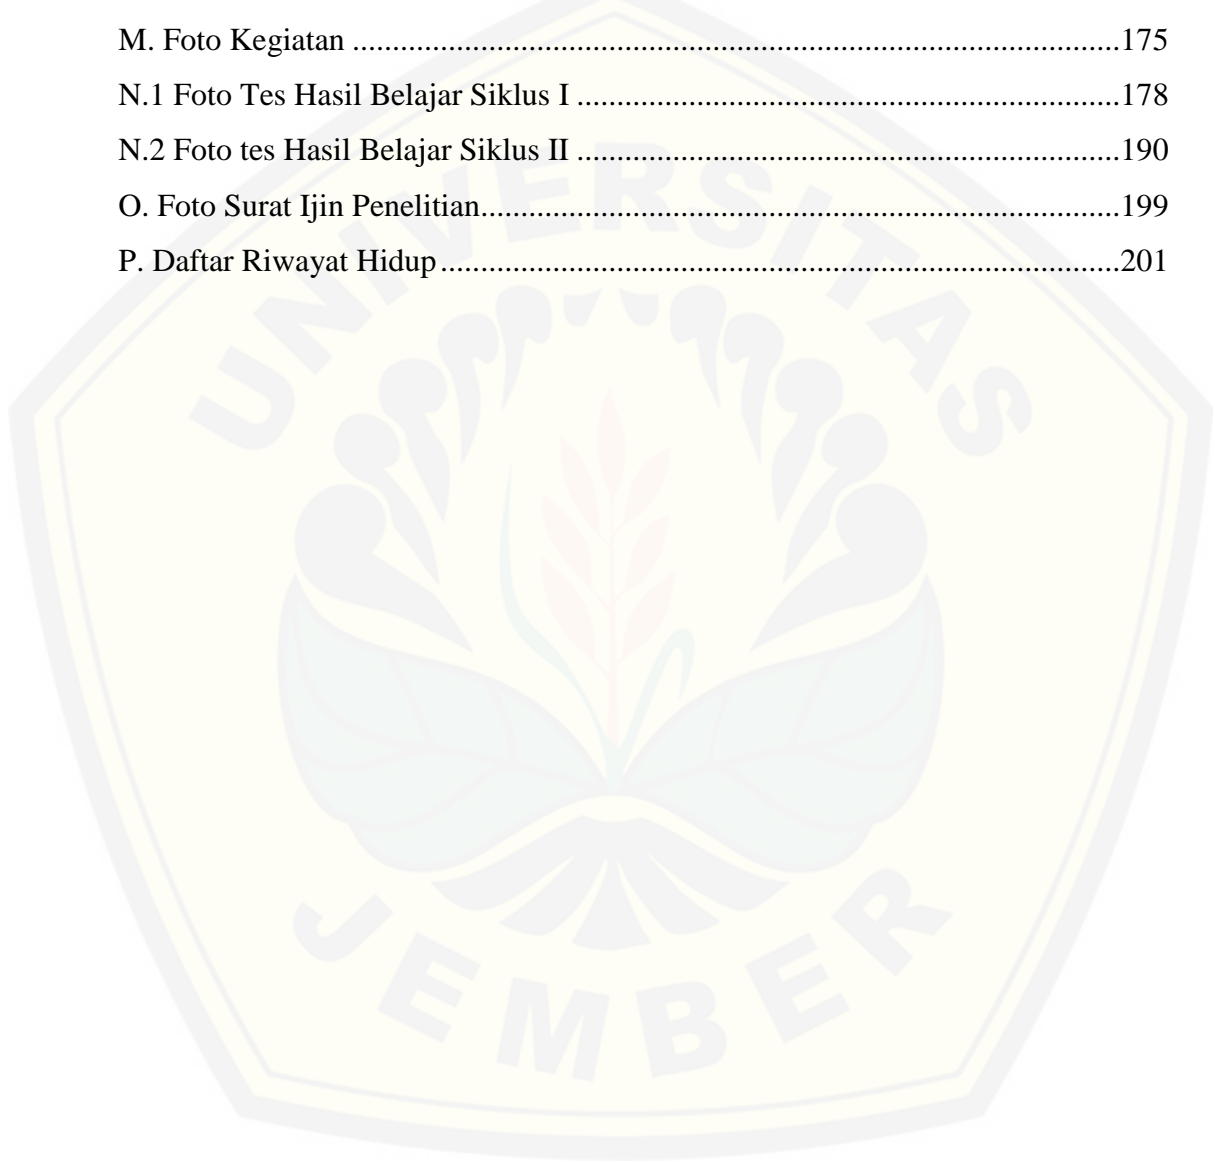 M. Foto Kegiatan ...............................................................................................175
N.1 Foto Tes Hasil Belajar Siklus I ...................................................................178
N.2 Foto tes Hasil Belajar Siklus II ...................................................................190
O. Foto Surat Ijin Penelitian...............................................................................199
P. Daftar Riwayat Hidup....................................................................................201
UNIVERSITAS
JEMBER